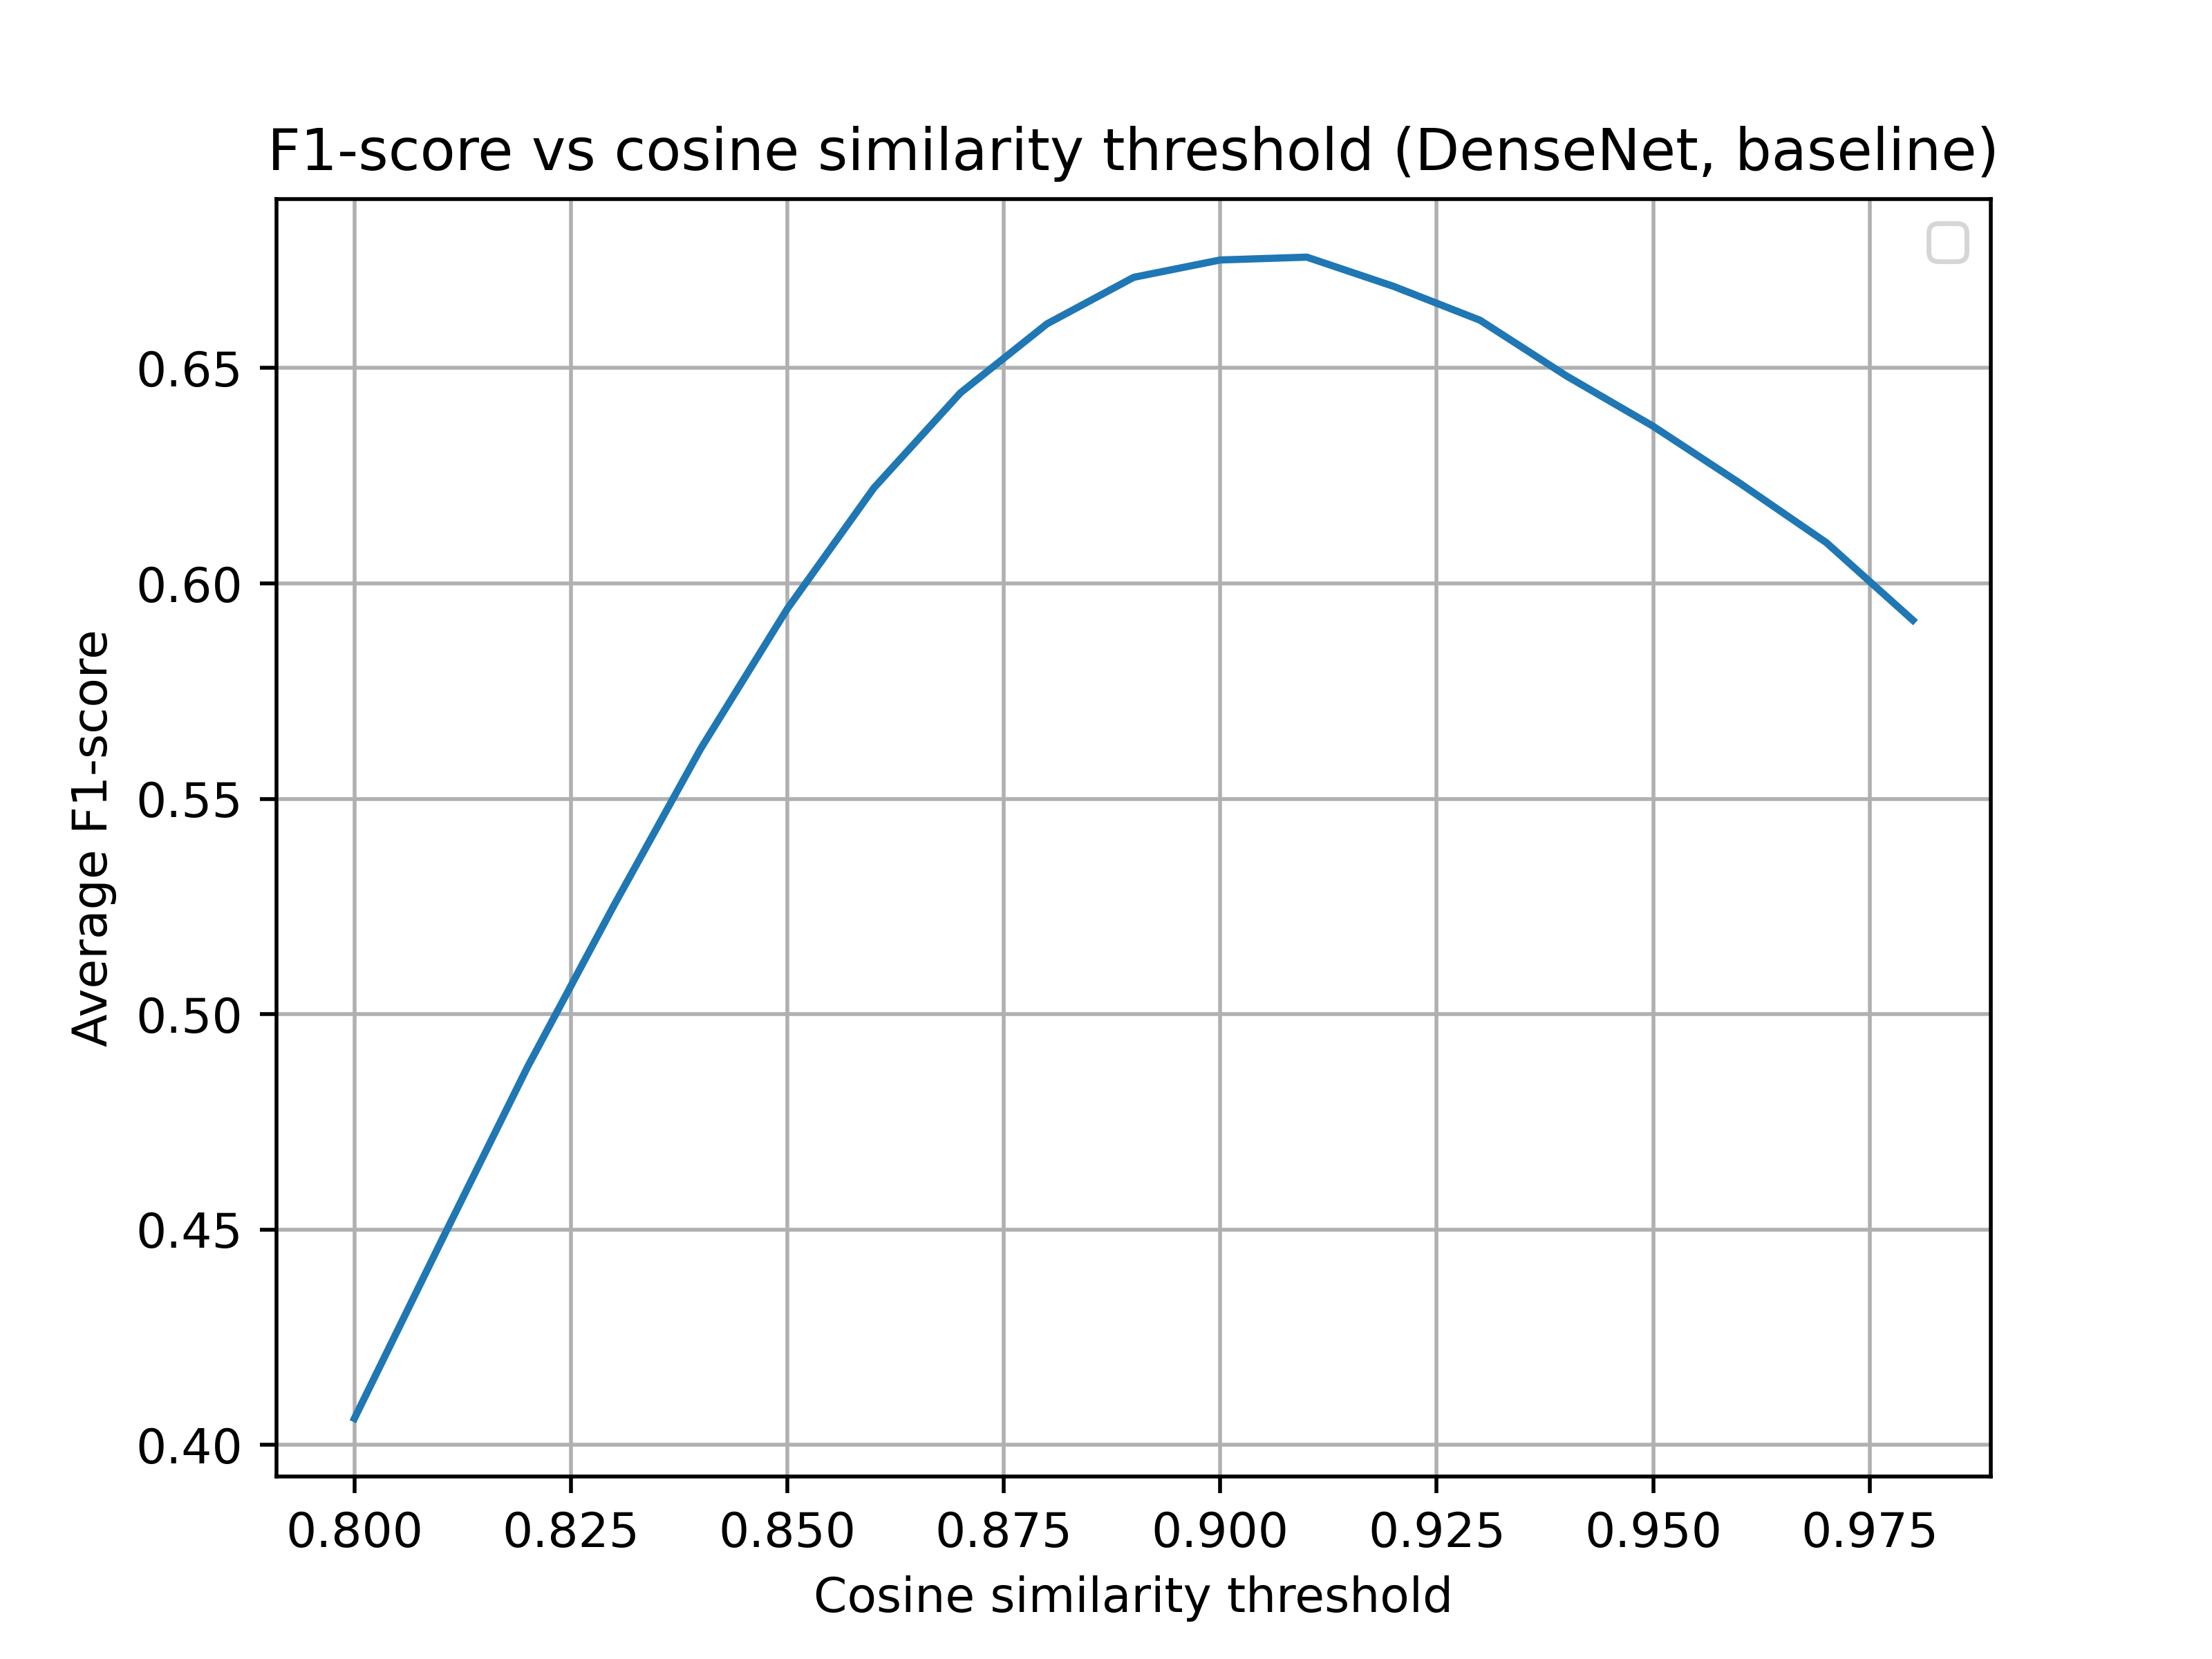 F1-score vs cosine similarity threshold (DenseNet, baseline)
Average F1-score
0.65
0.60
0.55
0.50
0.45
0.40
0.800 0.825 0.850 0.875 0.900 0.925 0.950 0.975
Cosine similarity threshold